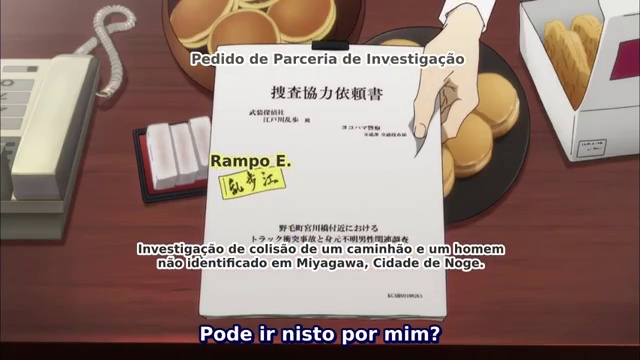 Pedido de Parceria de Investigação
捜査協力依頼書
武装探偵社
江戸川乱歩 殿
ヨコハマ警察
Rampo E.
乱歩江
野毛町宮川橋付近における
トラック衝突事故と身元不明男性関連調査
Investigação de colisão de um caminhão e um homem
não identificado em Miyagawa, Cidade de Noge.
Pode ir nisto por mim?